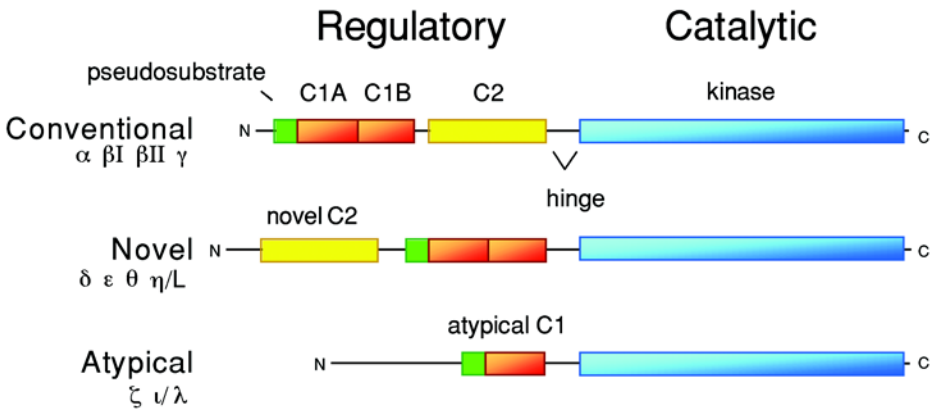 Regulatory Catalytic
pseudosubstrate
C1A C1B C2 kinase
Conventional N C
α βI βII γ
hinge
novel C2
Novel N C
δ ε θ η/L
atypical C1
Atypical N C
ζ ι/λ